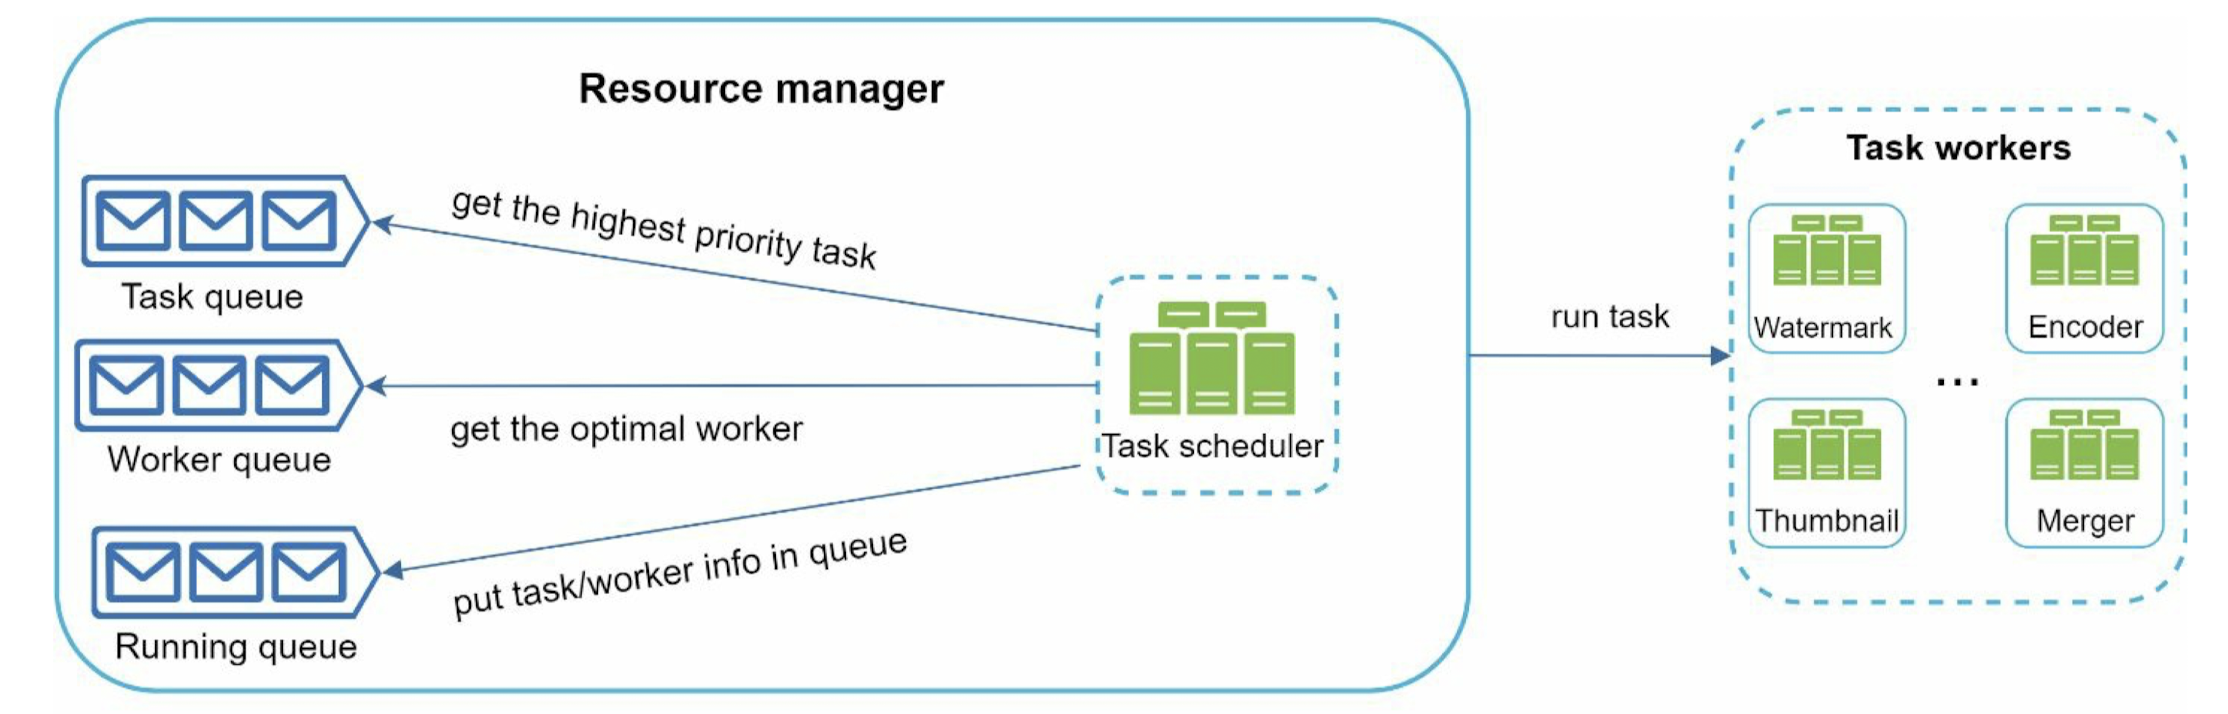 Resource manager
get the highest priority task
Task queue
get the optimal worker
Worker queue
put task/worker info in queue
Running queue
Task scheduler
run task
Task workers
Watermark
Encoder
...
Thumbnail
Merger